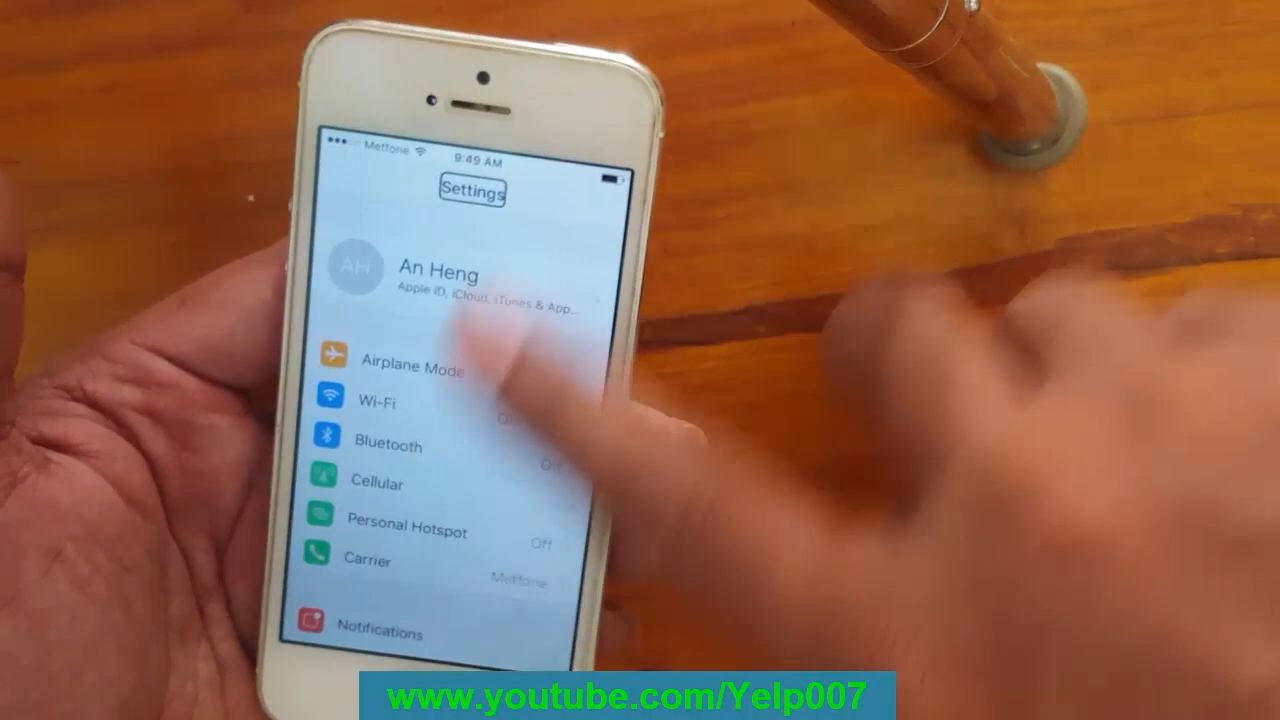 Metfone 9:49 AM
Settings
AH
An Heng
Apple ID, iCloud, iTunes & App...
Airplane Mode
Wi-Fi
Bluetooth Off
Cellular
Personal Hotspot Off
Carrier Metfone
Notifications
www.youtube.com/Yelp007